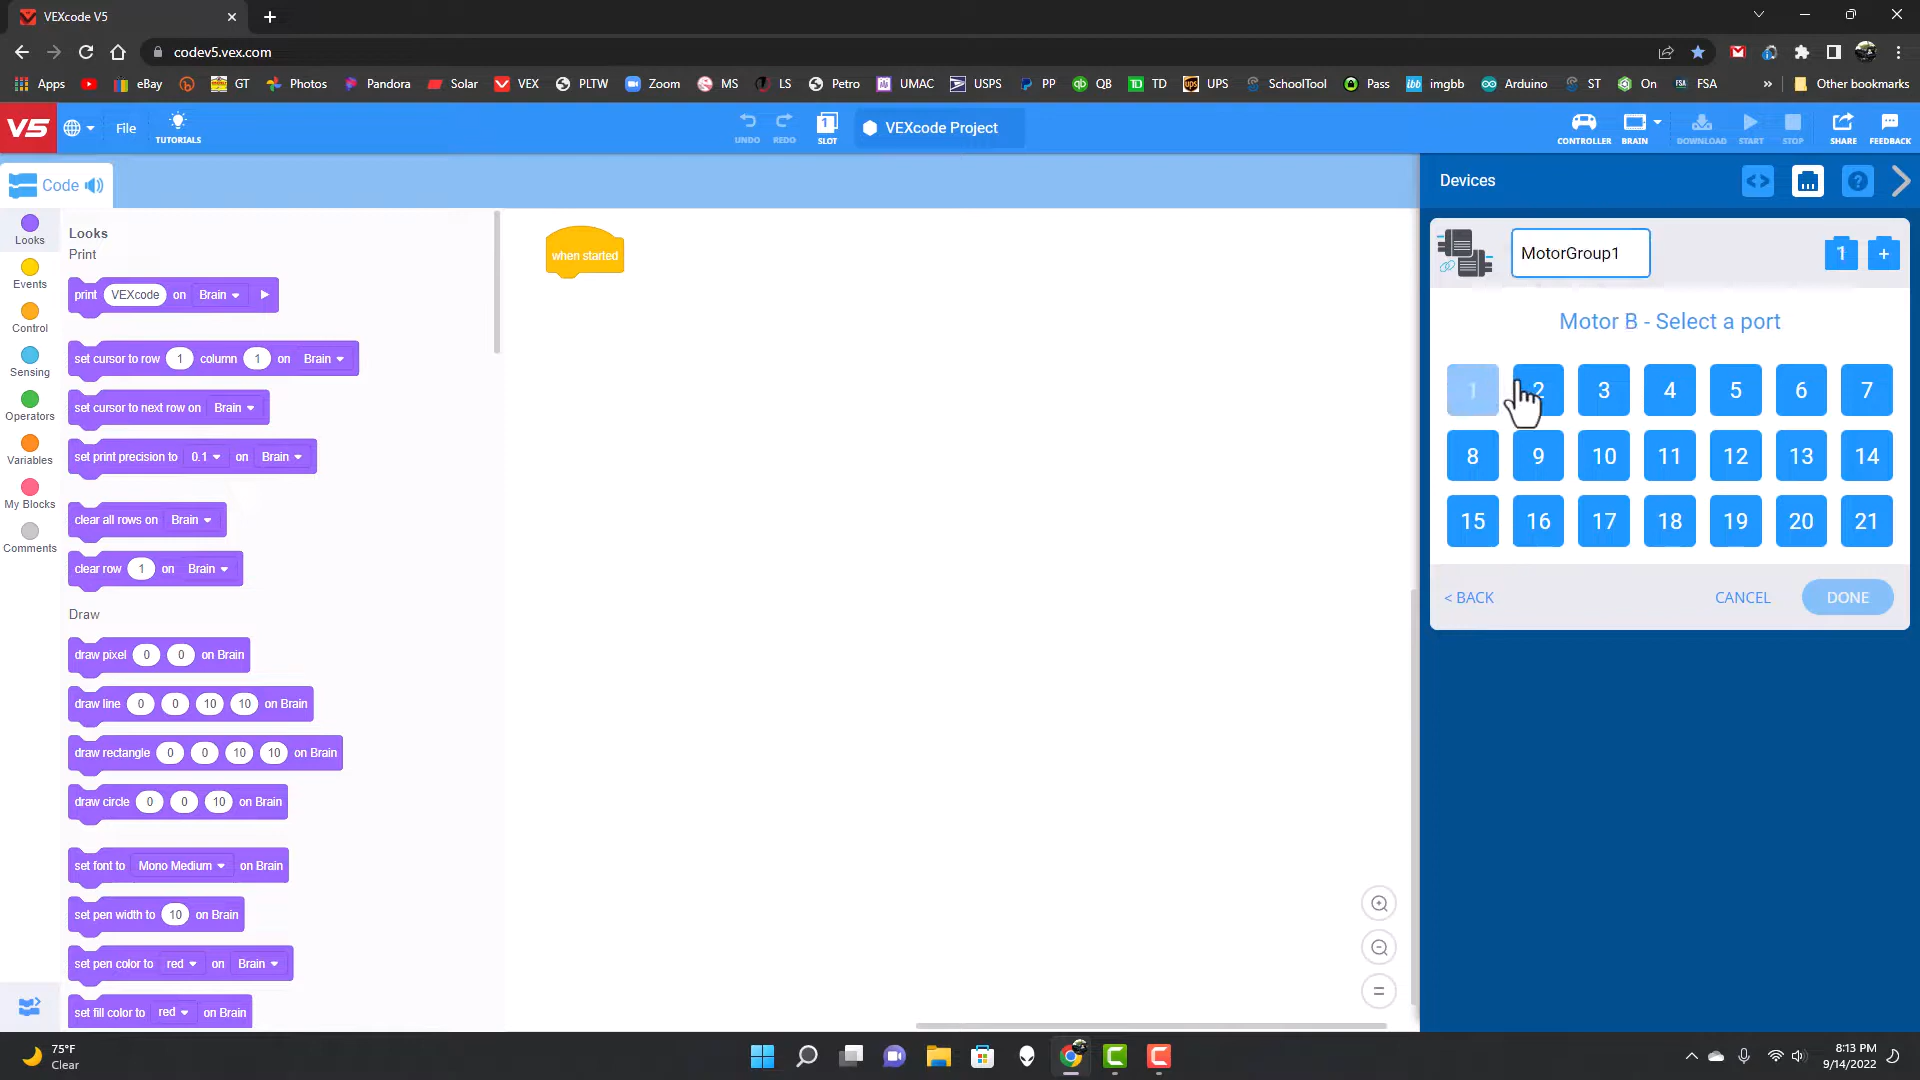 VEXcode V5
codev5.vex.com
Apps eBay GT Photos Pandora Solar VEX PLTW Zoom MS LS Petro UMAC USPS PP QB TD UPS SchoolTool Pass imgbb Arduino ST On FSA » Other bookmarks
V5 File TUTORIALS UNDO REDO 1 SLOT VEXcode Project CONTROLLER BRAIN DOWNLOAD START STOP SHARE FEEDBACK
Code
Devices
Looks
Events
Control
Sensing
Operators
Variables
My Blocks
Comments
Looks
Print
print VEXcode on Brain
set cursor to row 1 column 1 on Brain
set cursor to next row on Brain
set print precision to 0.1 on Brain
clear all rows on Brain
clear row 1 on Brain
Draw
draw pixel 0 0 on Brain
draw line 0 0 10 10 on Brain
draw rectangle 0 0 10 10 on Brain
draw circle 0 0 10 on Brain
set font to Mono Medium on Brain
set pen width to 10 on Brain
set pen color to red on Brain
set fill color to red on Brain
when started
MotorGroup1 1 +
Motor B - Select a port
1 2 3 4 5 6 7
8 9 10 11 12 13 14
15 16 17 18 19 20 21
< BACK CANCEL DONE
75°F
Clear
8:13 PM
9/14/2022